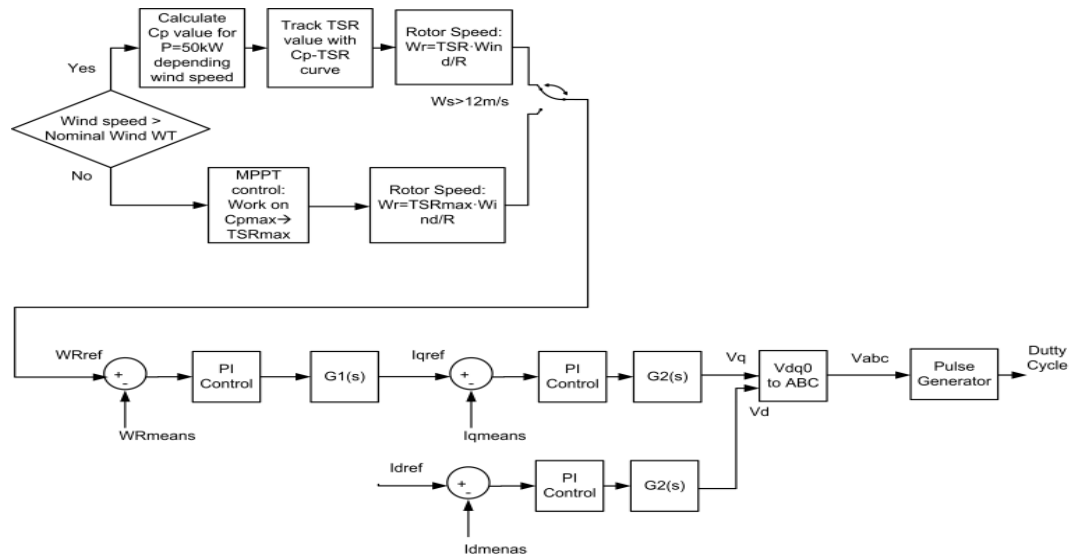 Calculate
Cp value for
P=50kW
depending
wind speed
Track TSR
value with
Cp-TSR
curve
Rotor Speed:
Wr=TSR·Win
d/R
Yes
Ws>12m/s
Wind speed >
Nominal Wind WT
No
MPPT
control:
Work on
Cpmax→
TSRmax
Rotor Speed:
Wr=TSRmax·Wi
nd/R
WRref
+
-
PI
Control
G1(s)
Iqref
+
-
PI
Control
G2(s)
Vq
Vdq0
to ABC
Vabc
Pulse
Generator
Dutty
Cycle
Vd
WRmeans
Iqmeans
Idref
+
-
PI
Control
G2(s)
Idmenas